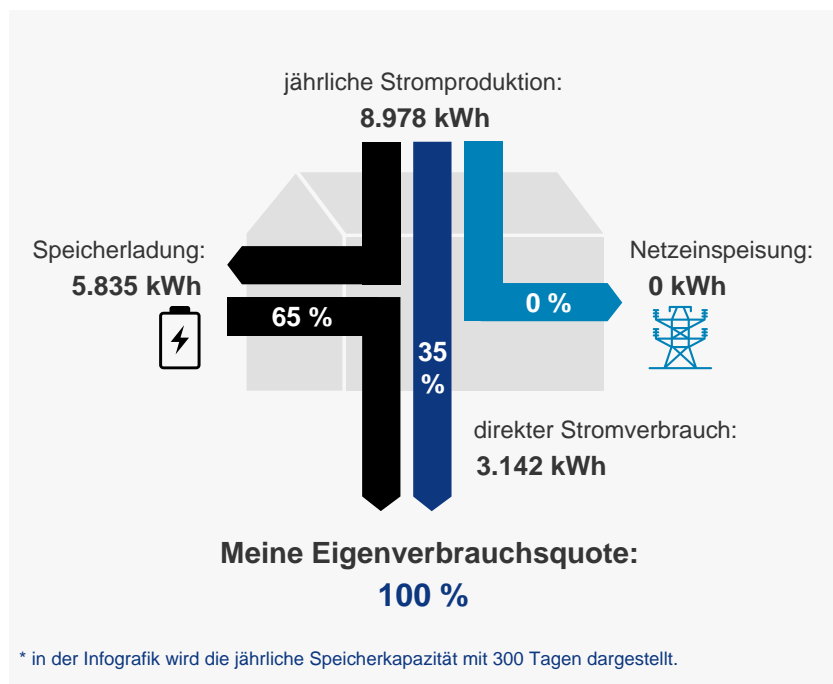 jährliche Stromproduktion:
8.978 kWh
Speicherladung:
5.835 kWh
Netzeinspeisung:
0 kWh
65 %
0 %
35
%
direkter Stromverbrauch:
3.142 kWh
Meine Eigenverbrauchsquote:
100 %
* in der Infografik wird die jährliche Speicherkapazität mit 300 Tagen dargestellt.